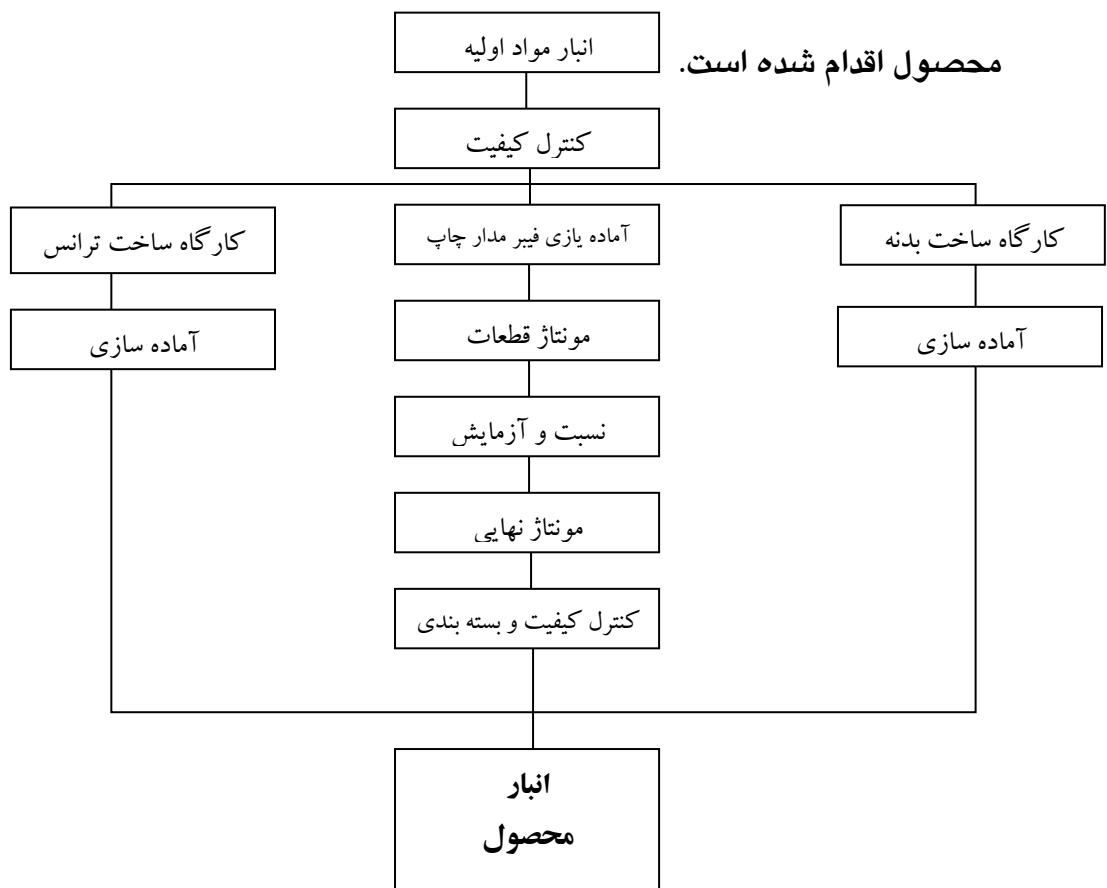 محصول اقدام شده است.
انبار مواد اولیه
کنترل کیفیت
کارگاه ساخت بدنه
آماده یازی فیبر مدار چاپ
کارگاه ساخت ترانس
آماده سازی
مونتاژ قطعات
آماده سازی
نسبت و آزمایش
مونتاژ نهایی
کنترل کیفیت و بسته بندی
انبار
محصول